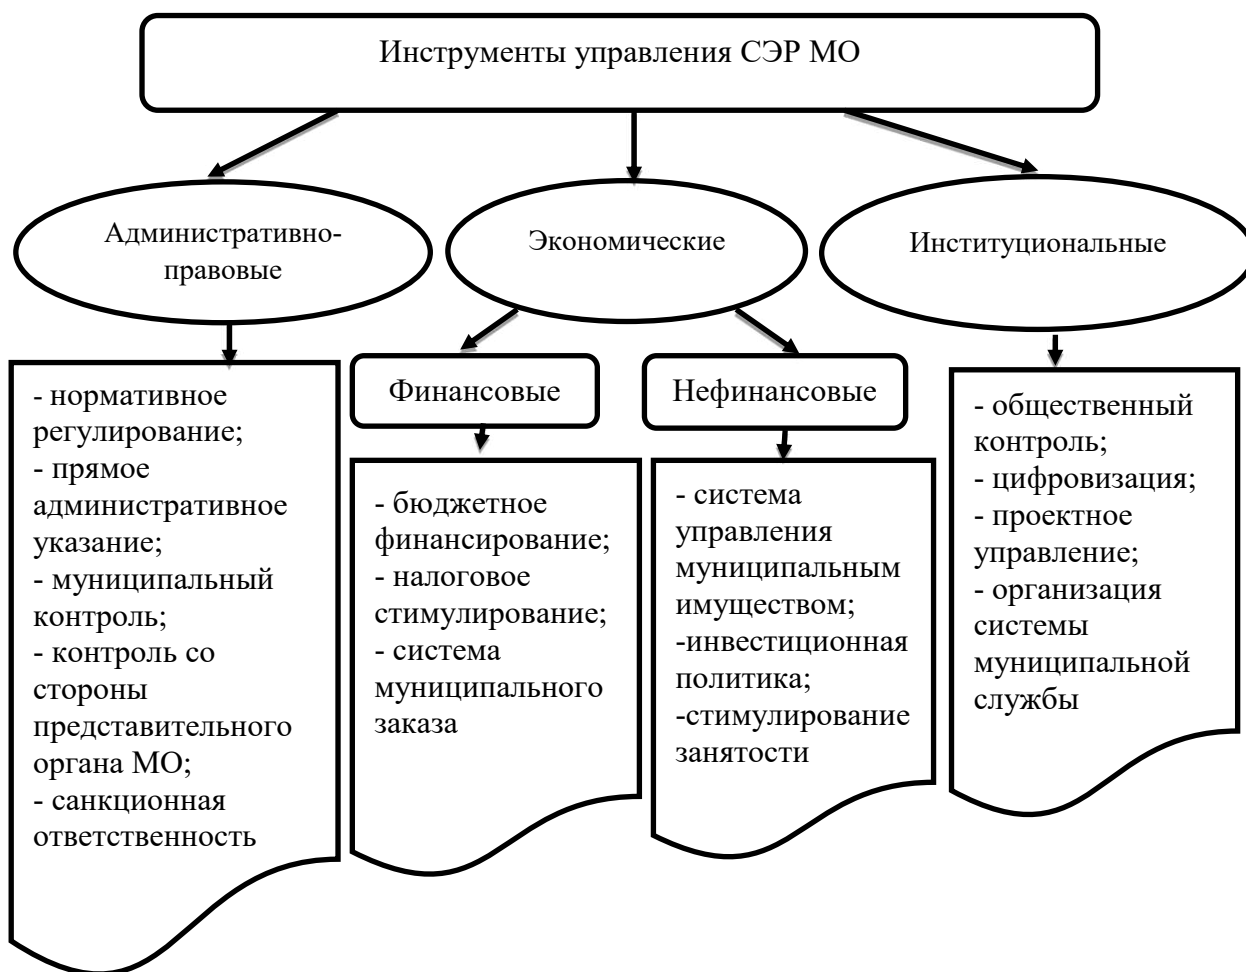 Инструменты управления СЭР МО
Административно-
правовые
Экономические
Институциональные
- нормативное
регулирование;
- прямое
административное
указание;
- муниципальный
контроль;
- контроль со
стороны
представительного
органа МО;
- санкционная
ответственность
Финансовые
- бюджетное
финансирование;
- налоговое
стимулирование;
- система
муниципального
заказа
Нефинансовые
- система
управления
муниципальным
имуществом;
-инвестиционная
политика;
-стимулирование
занятости
- общественный
контроль;
- цифровизация;
- проектное
управление;
- организация
системы
муниципальной
службы